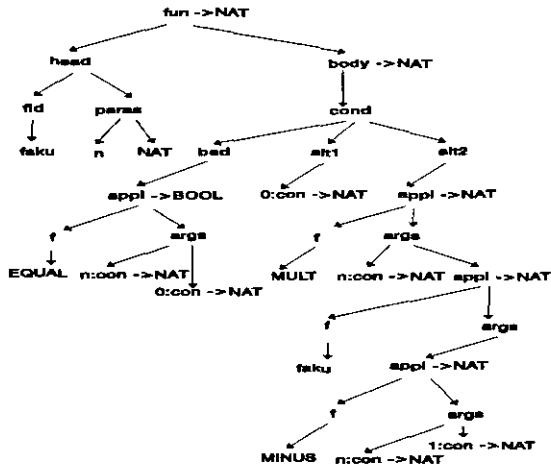 fun ->NAT
head
body ->NAT
fid
paras
cond
faku
n
NAT
bed
alt1
alt2
appl ->BOOL
0:con ->NAT
appl ->NAT
f
args
f
args
EQUAL
n:con ->NAT
0:con ->NAT
MULT
n:con ->NAT
appl ->NAT
f
args
faku
appl ->NAT
f
args
MINUS
n:con ->NAT
1:con ->NAT